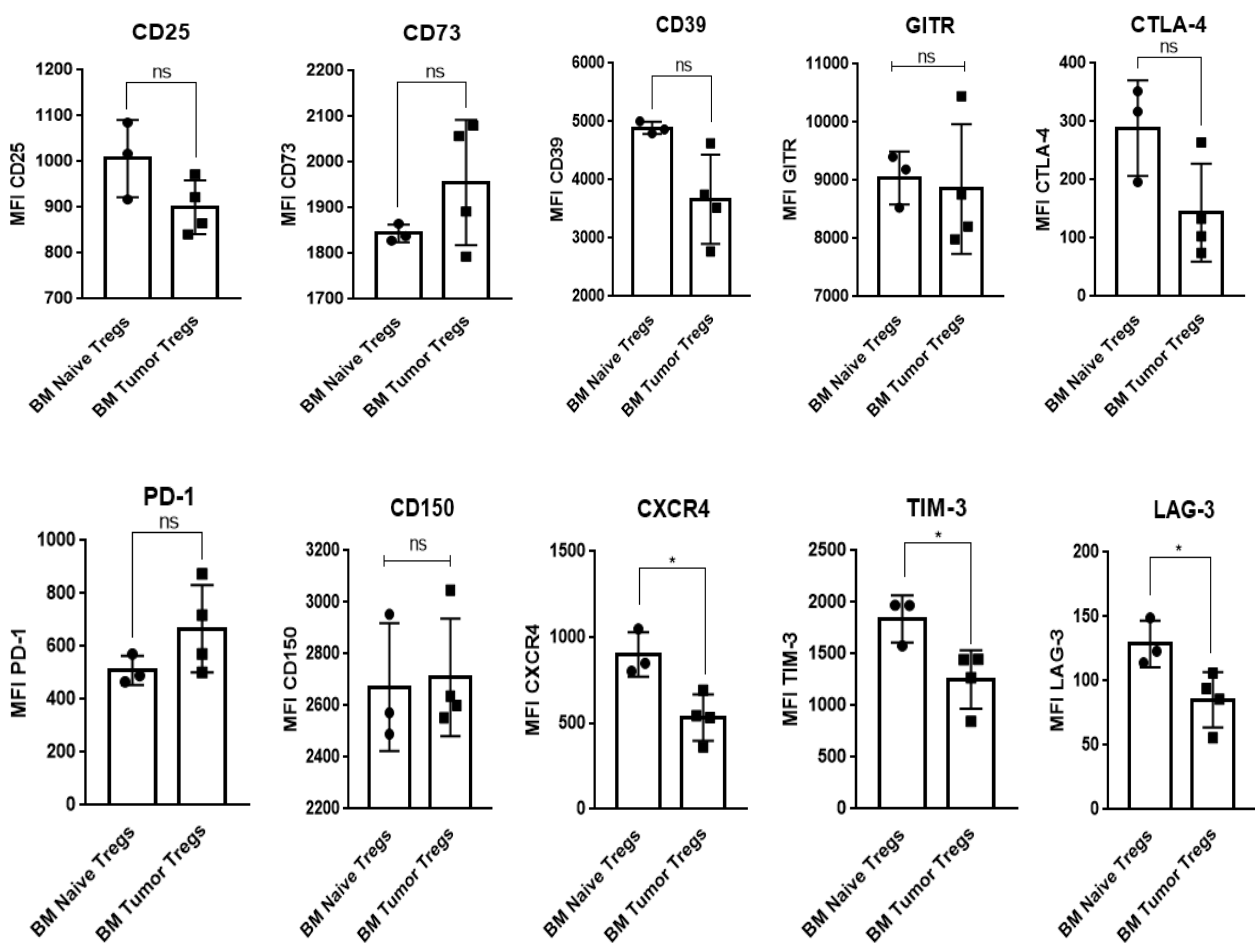 CD25
ns
MFI CD25
1200
1100
1000
900
800
700
BM Naive Tregs
BM Tumor Tregs
CD73
ns
MFI CD73
2200
2100
2000
1900
1800
1700
BM Naive Tregs
BM Tumor Tregs
CD39
ns
MFI CD39
6000
5000
4000
3000
2000
BM Naive Tregs
BM Tumor Tregs
GITR
ns
MFI GITR
11000
10000
9000
8000
7000
BM Naive Tregs
BM Tumor Tregs
CTLA-4
ns
MFI CTLA-4
400
300
200
100
0
BM Naive Tregs
BM Tumor Tregs
PD-1
ns
MFI PD-1
1000
800
600
400
200
0
BM Naive Tregs
BM Tumor Tregs
CD150
ns
MFI CD150
3200
3000
2800
2600
2400
2200
BM Naive Tregs
BM Tumor Tregs
CXCR4
*
MFI CXCR4
1500
1000
500
0
BM Naive Tregs
BM Tumor Tregs
TIM-3
*
MFI TIM-3
2500
2000
1500
1000
500
0
BM Naive Tregs
BM Tumor Tregs
LAG-3
*
MFI LAG-3
200
150
100
50
0
BM Naive Tregs
BM Tumor Tregs